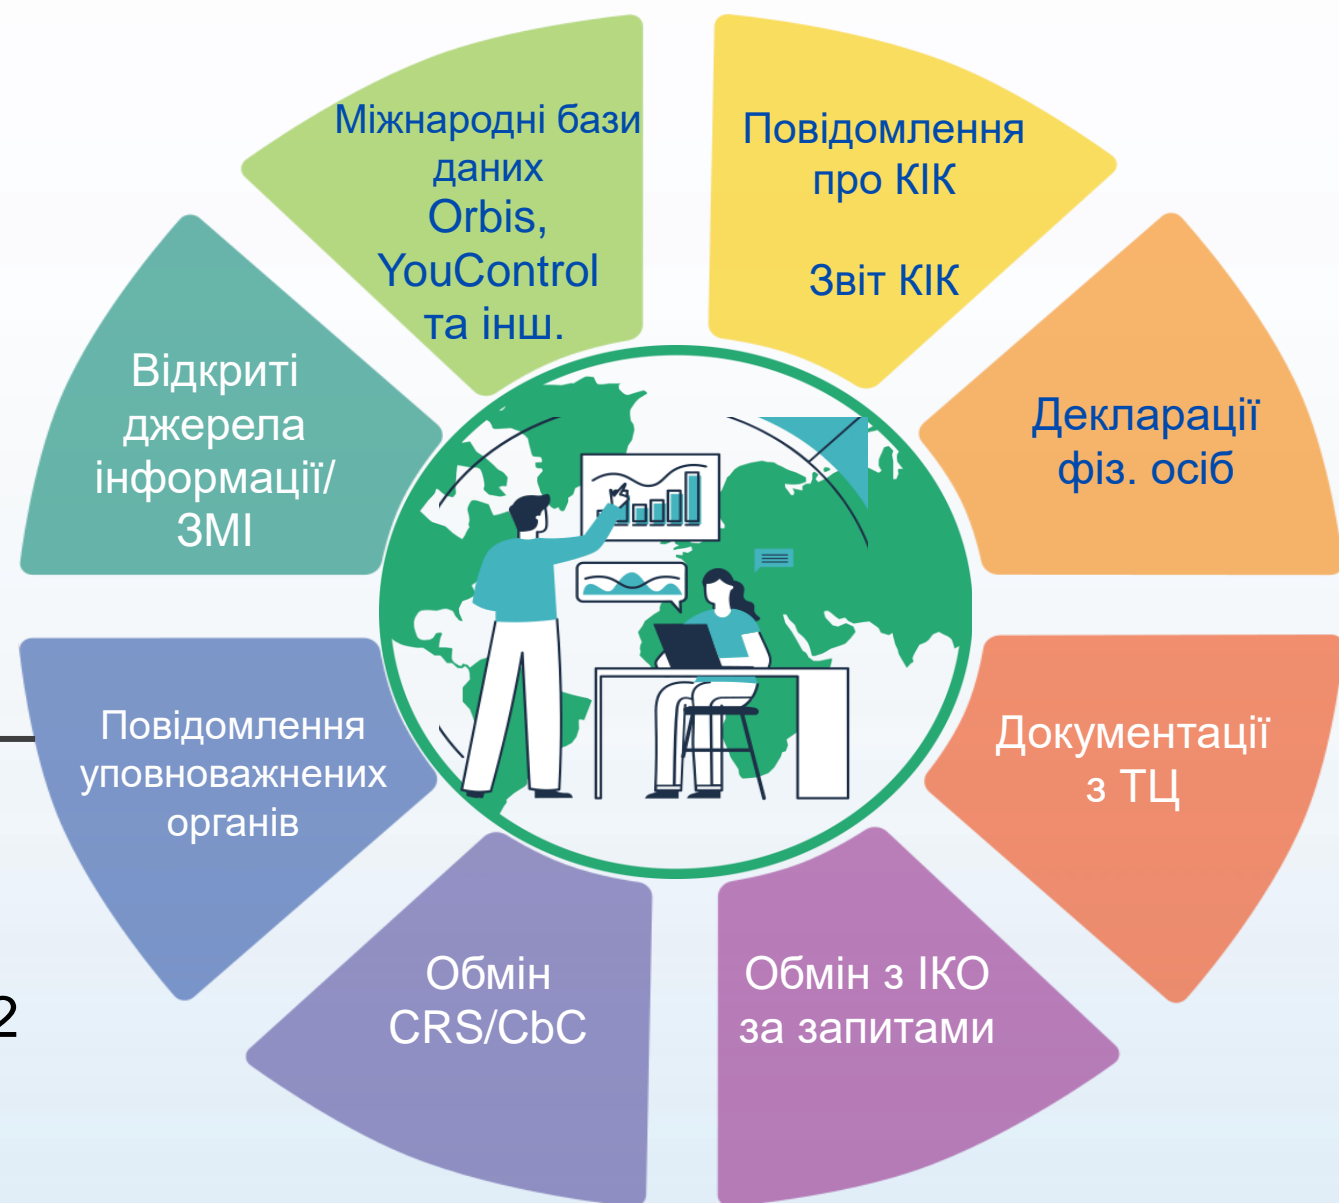 Міжнародні бази
даних
Orbis,
YouControl
та інш.
Повідомлення
про КІК
Звіт КІК
Декларації
фіз. осіб
Документації
з ТЦ
Обмін з ІКО
за запитами
Обмін
CRS/CbC
Повідомлення
уповноважнених
органів
Відкриті
джерела
інформації/
ЗМІ
2